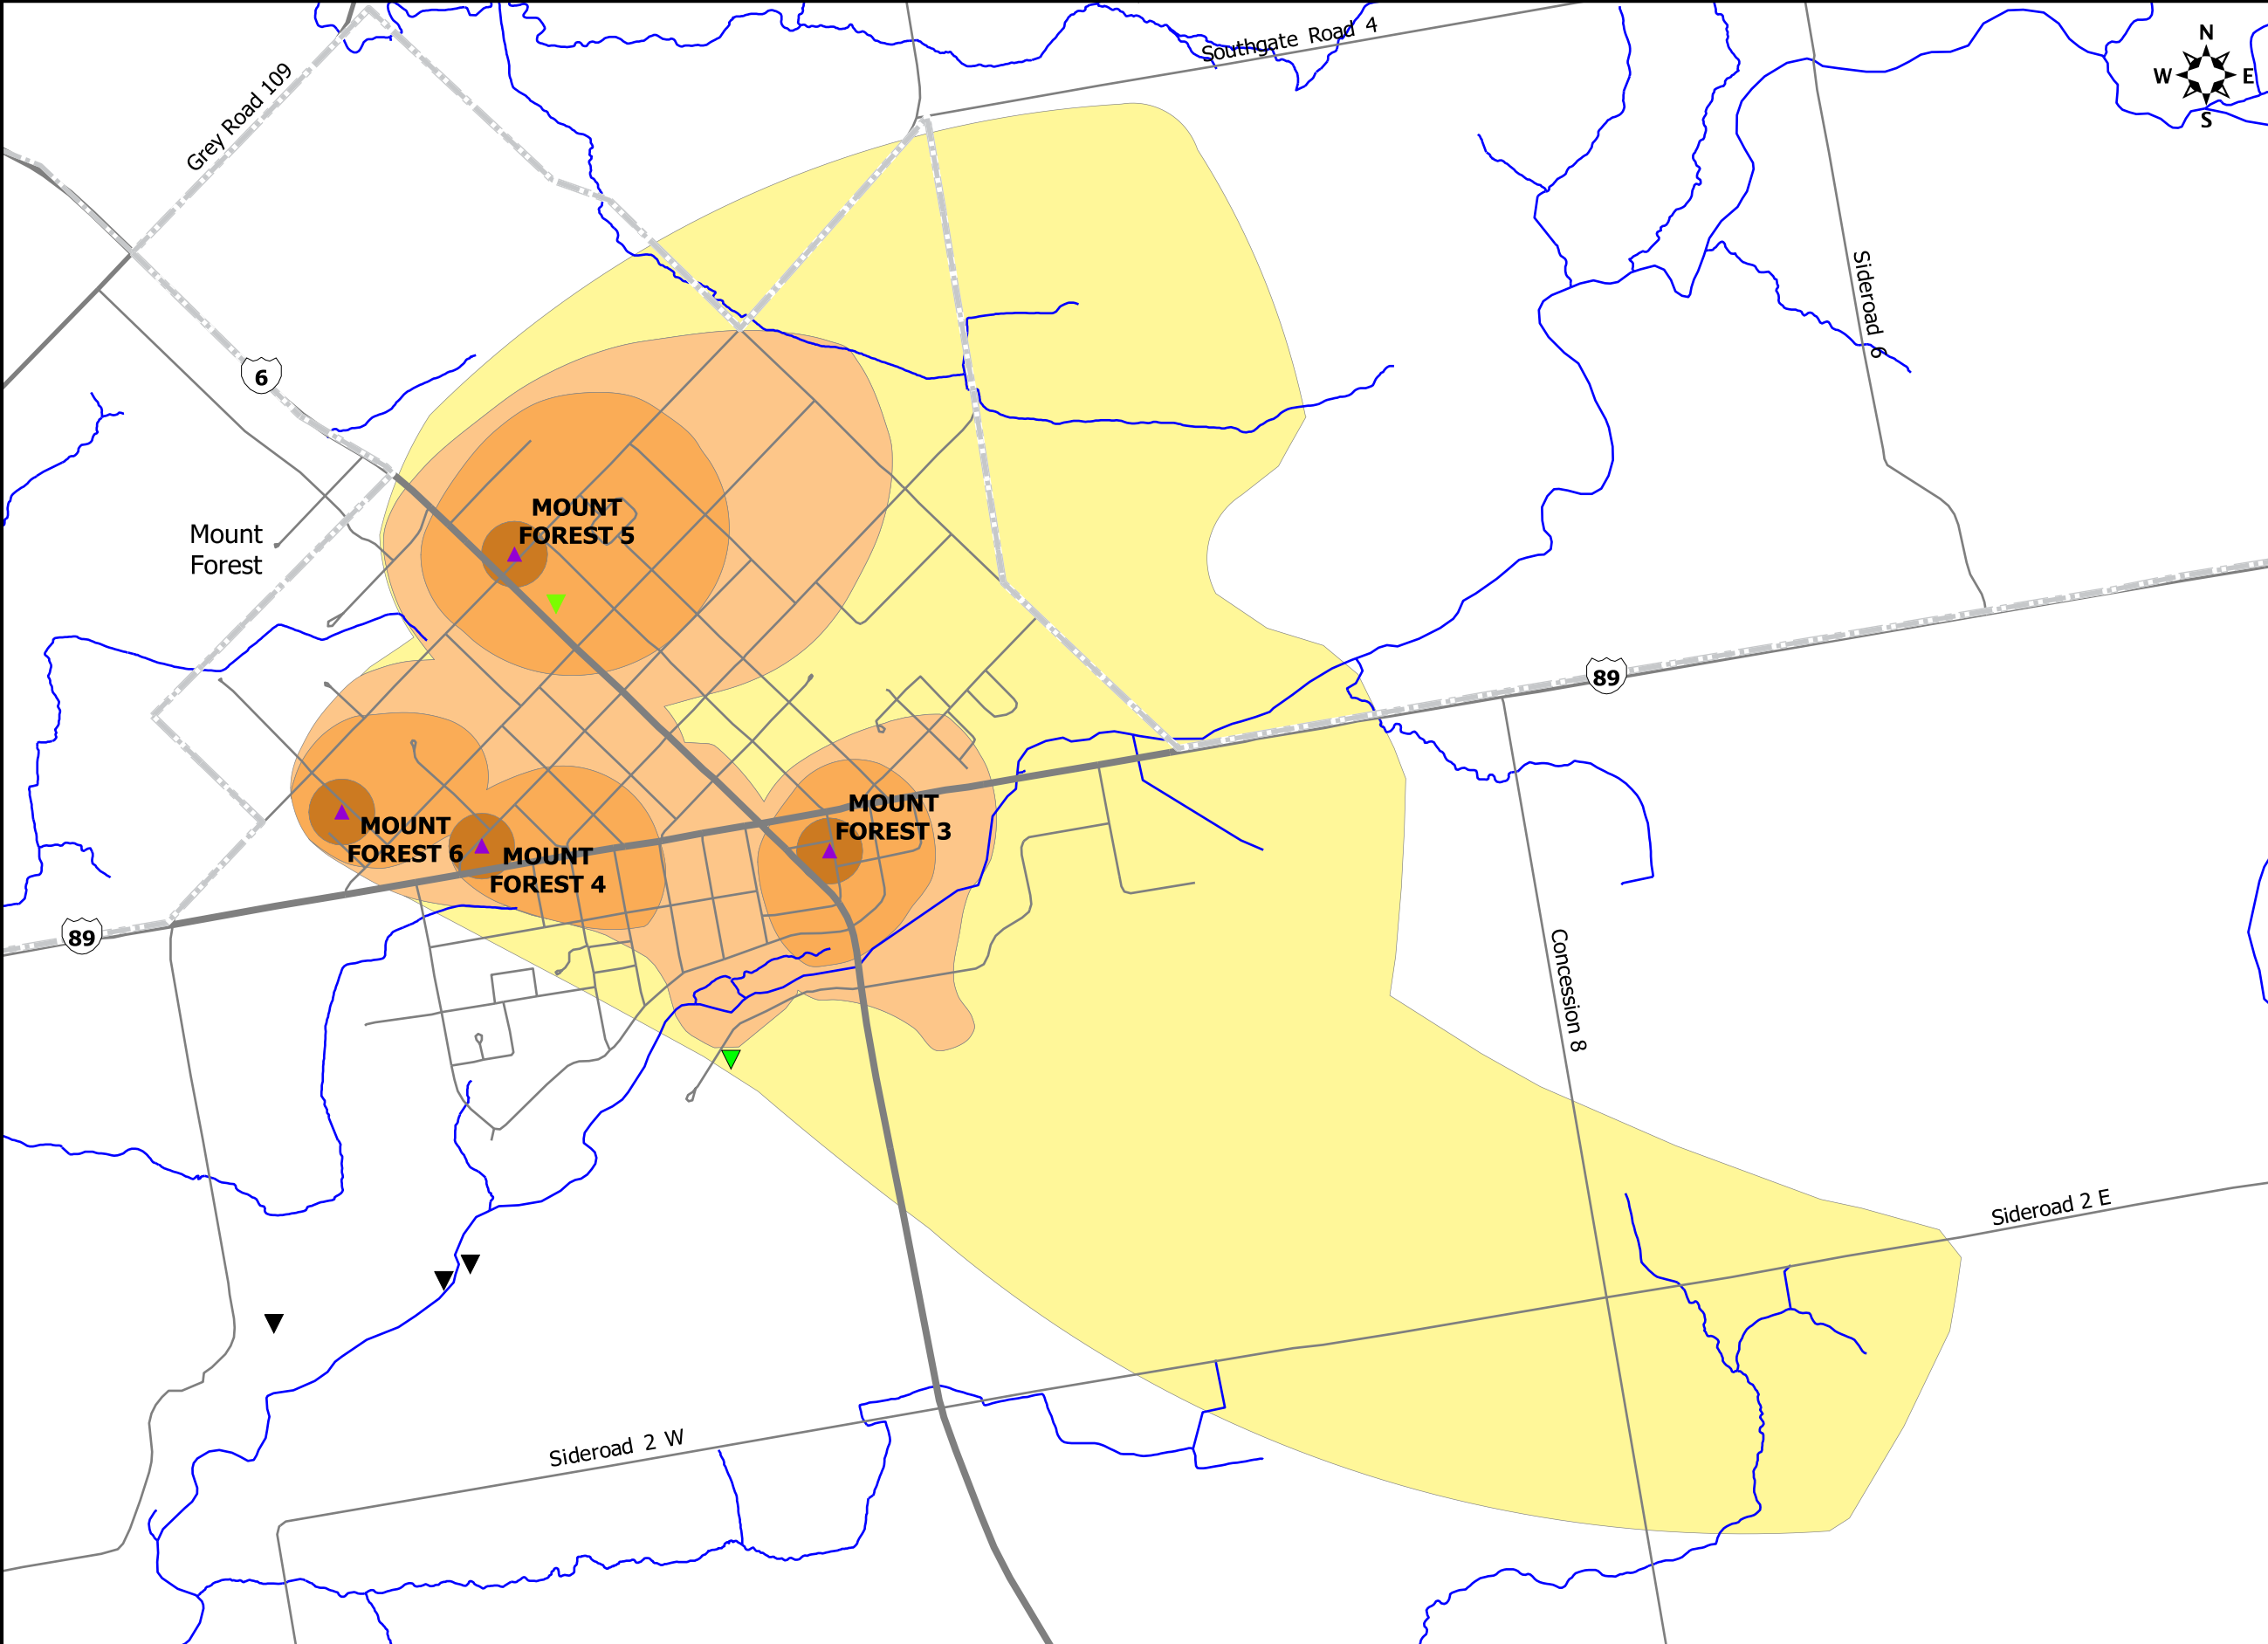 Southgate Road 4
N
W E
S
Grey Road 109
Sideroad 6
6
MOUNT
FOREST 5
Mount
Forest
89
MOUNT
FOREST 3
MOUNT
FOREST 6
MOUNT
FOREST 4
89
Concession 8
Sideroad 2 E
Sideroad 2 W